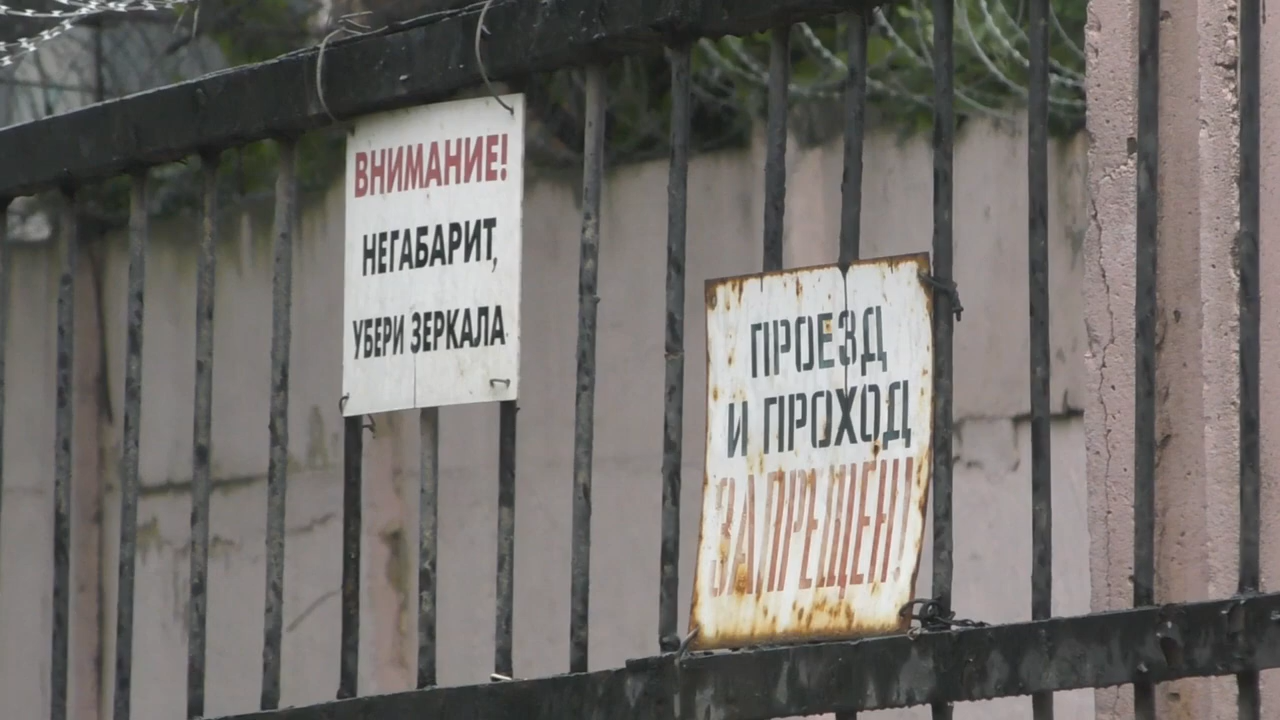 ВНИМАНИЕ!
НЕГАБАРИТ,
УБЕРИ ЗЕРКАЛА
ПРОЕЗД
И ПРОХОД
ЗАПРЕЩЕН!